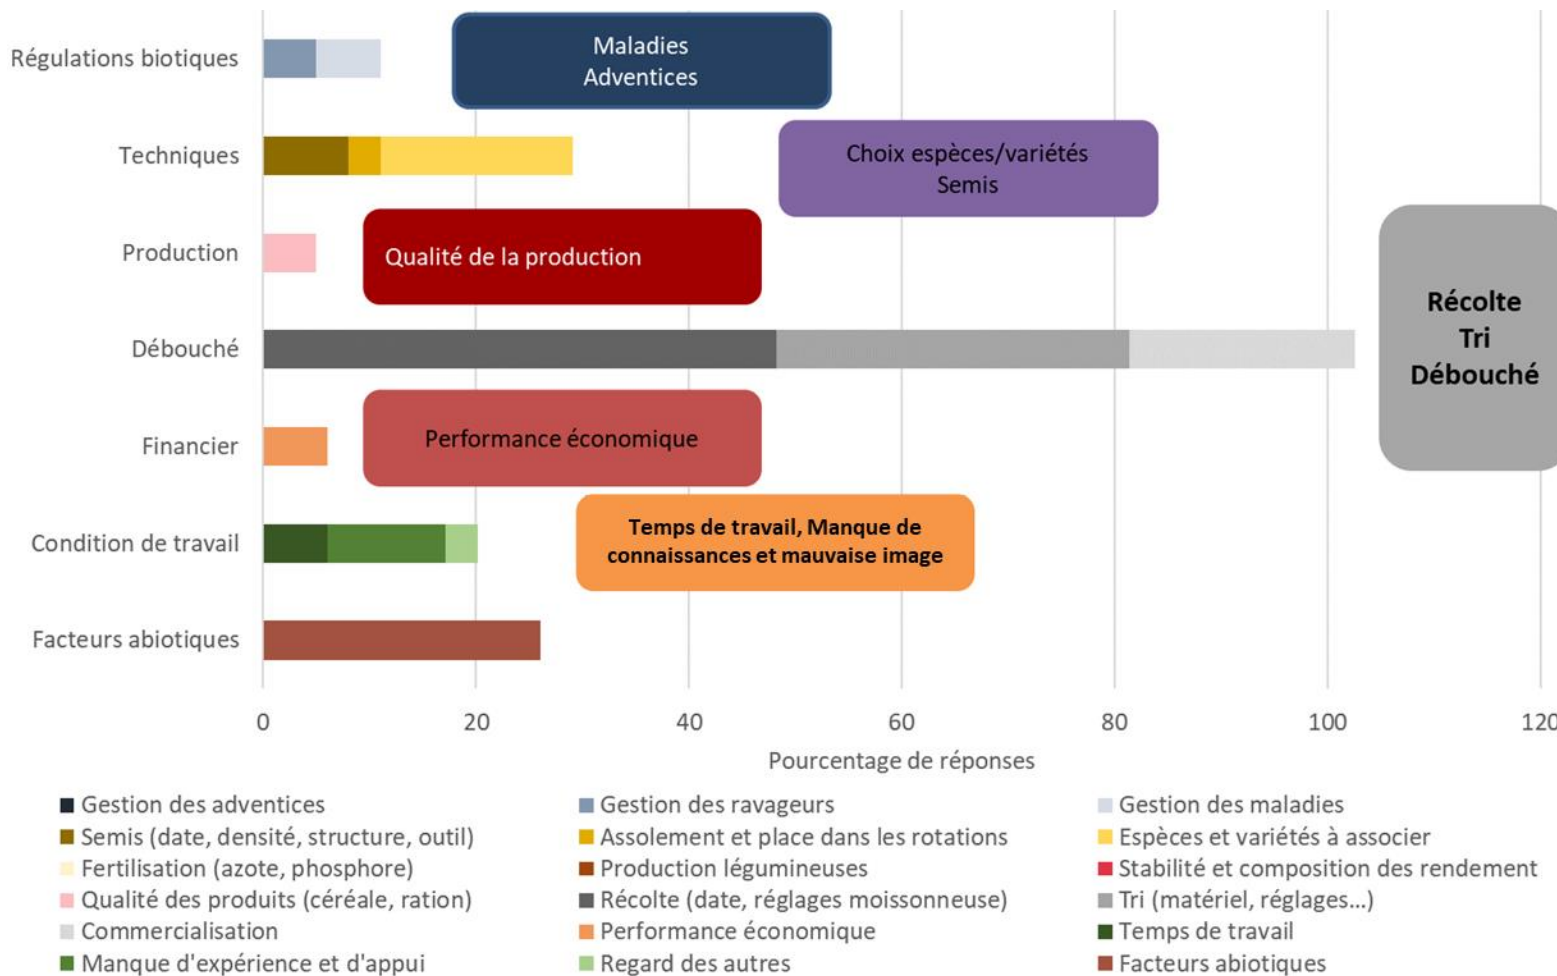 Régulations biotiques
Maladies
Adventices
Techniques
Choix espèces/variétés
Semis
Production
Qualité de la production
Débouché
Récolte
Tri
Débouché
Financier
Performance économique
Condition de travail
Temps de travail, Manque de
connaissances et mauvaise image
Facteurs abiotiques
0 20 40 60 80 100 120
Pourcentage de réponses
Gestion des adventices
Gestion des ravageurs
Gestion des maladies
Semis (date, densité, structure, outil)
Assolement et place dans les rotations
Espèces et variétés à associer
Fertilisation (azote, phosphore)
Production légumineuses
Stabilité et composition des rendement
Qualité des produits (céréale, ration)
Récolte (date, réglages moissonneuse)
Tri (matériel, réglages...)
Commercialisation
Performance économique
Temps de travail
Manque d'expérience et d'appui
Regard des autres
Facteurs abiotiques